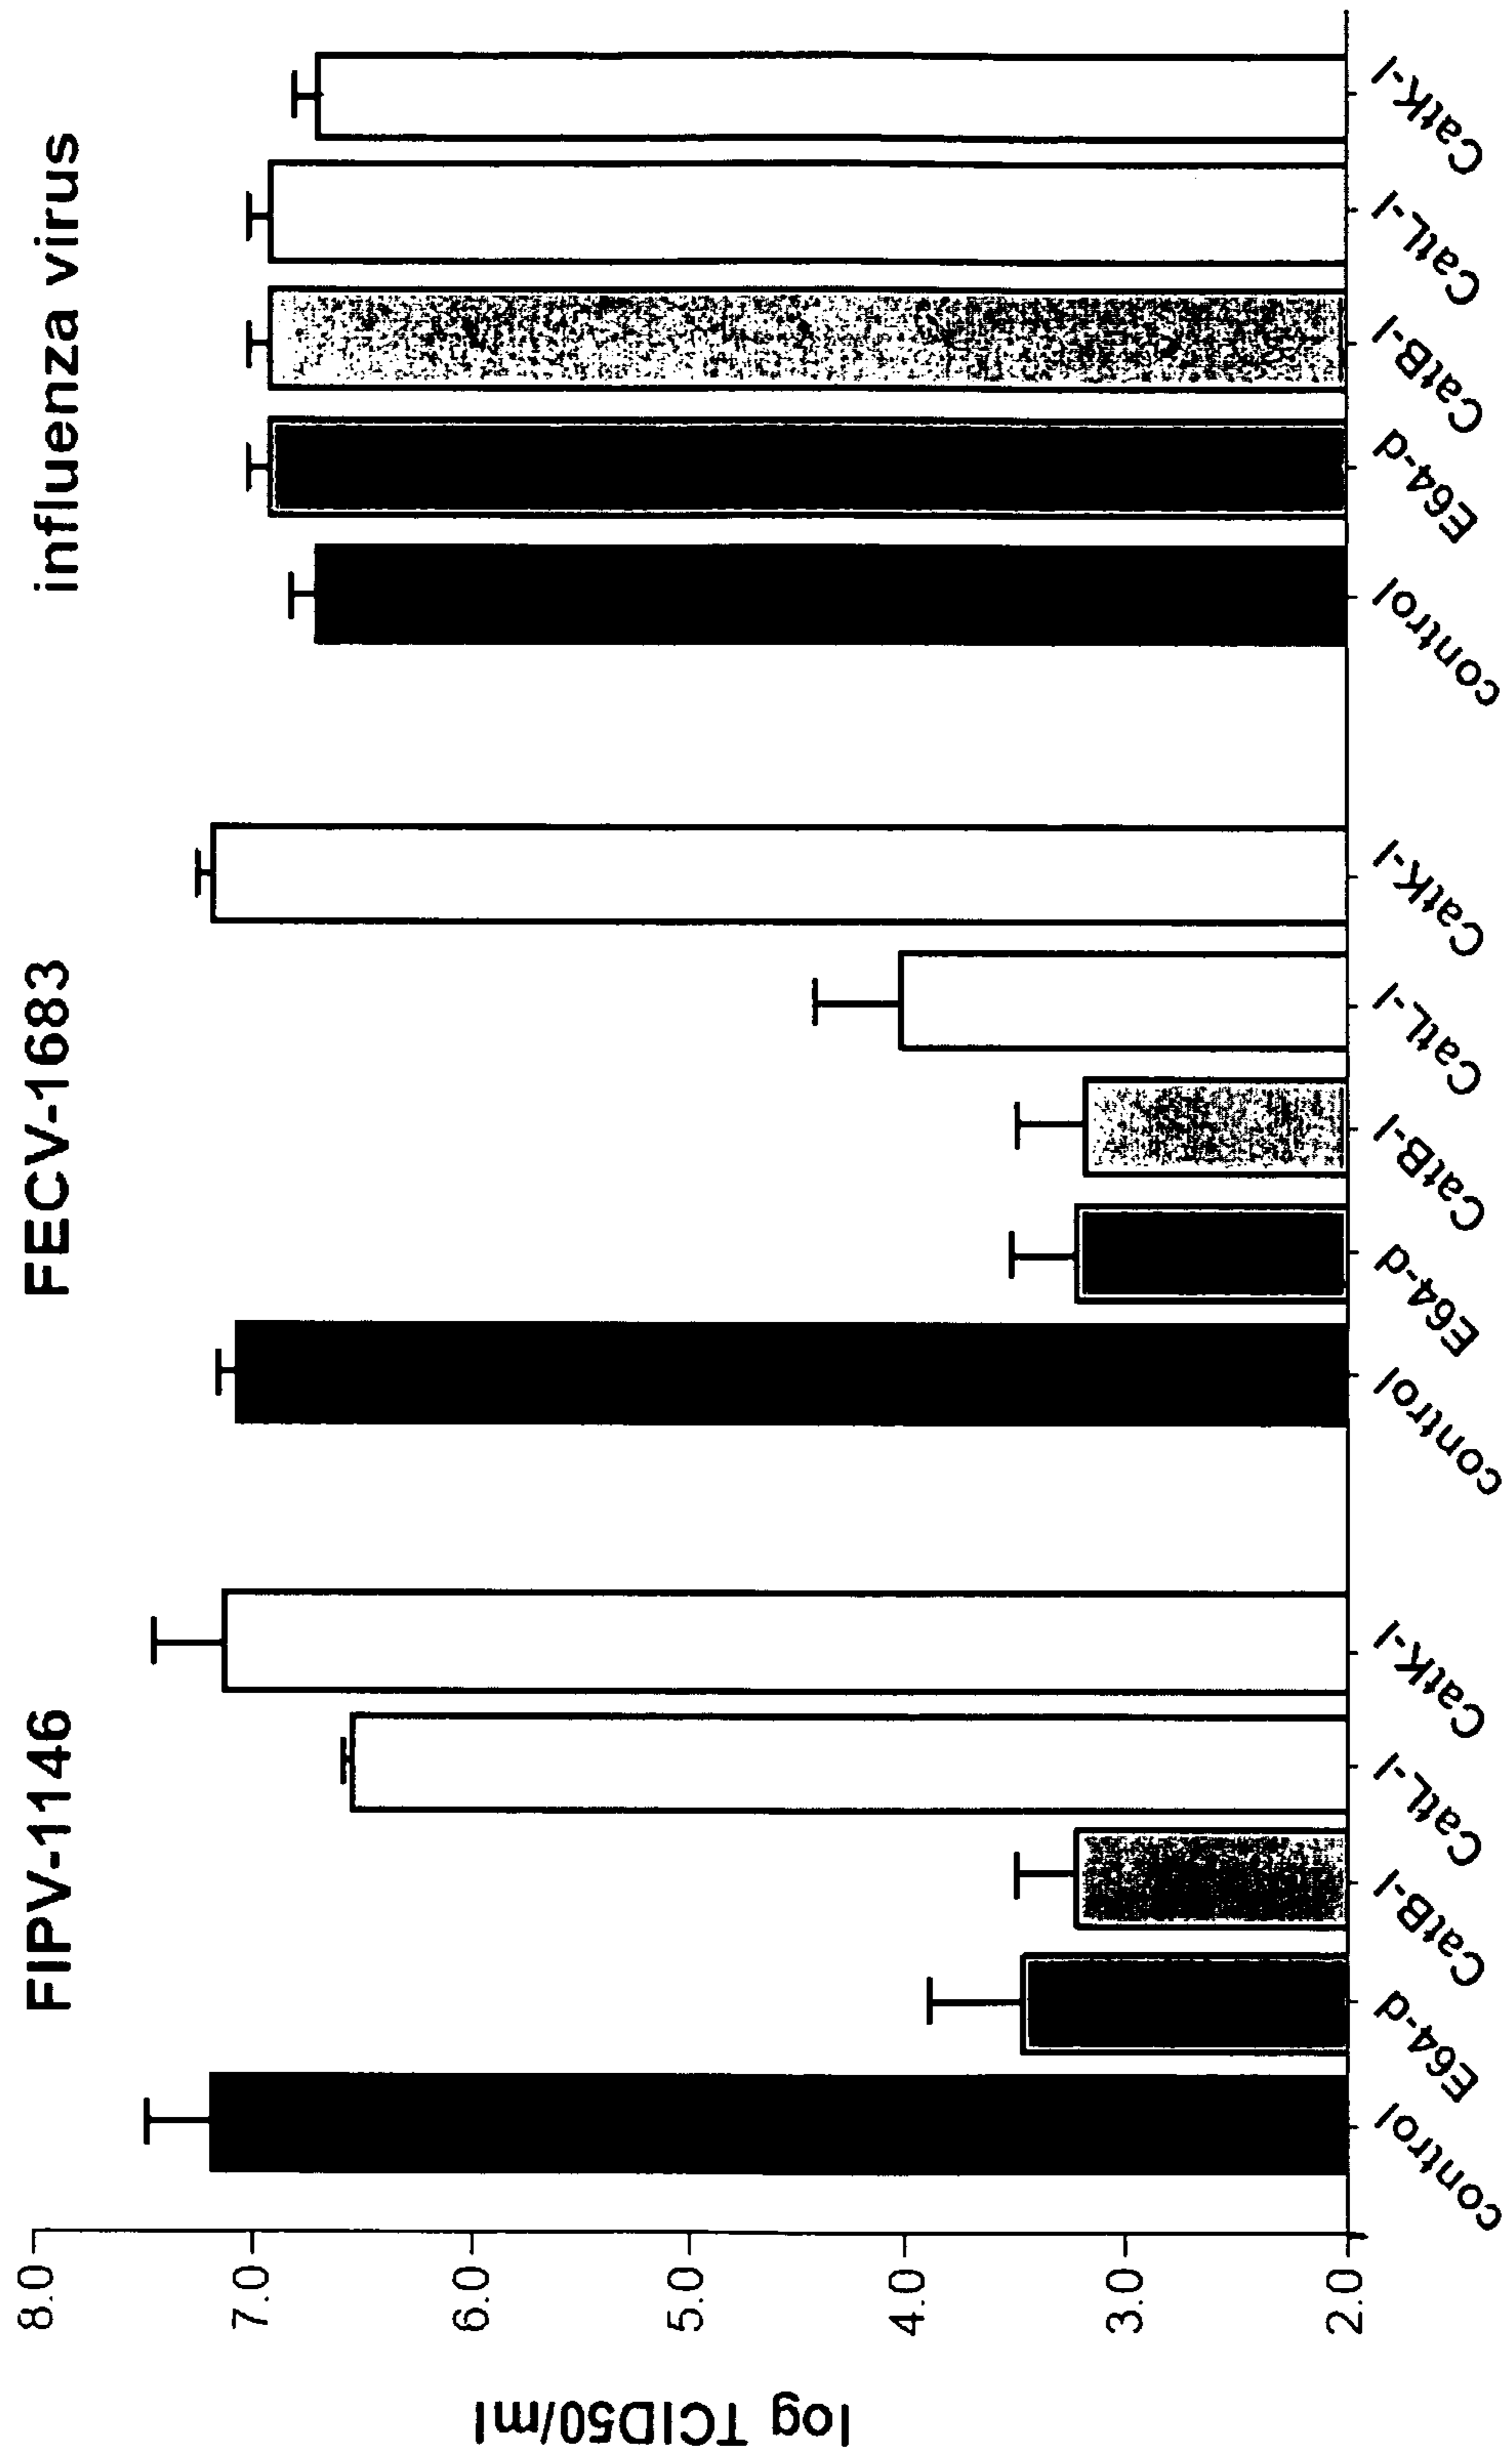 FIPV-1146
FECV-1683
influenza virus
log TCID50/ml
8.0
7.0
6.0
5.0
4.0
3.0
2.0
control
E64-d
CatB-I
CatL-I
CatK-I
control
E64-d
CatB-I
CatL-I
CatK-I
control
E64-d
CatB-I
CatL-I
CatK-I